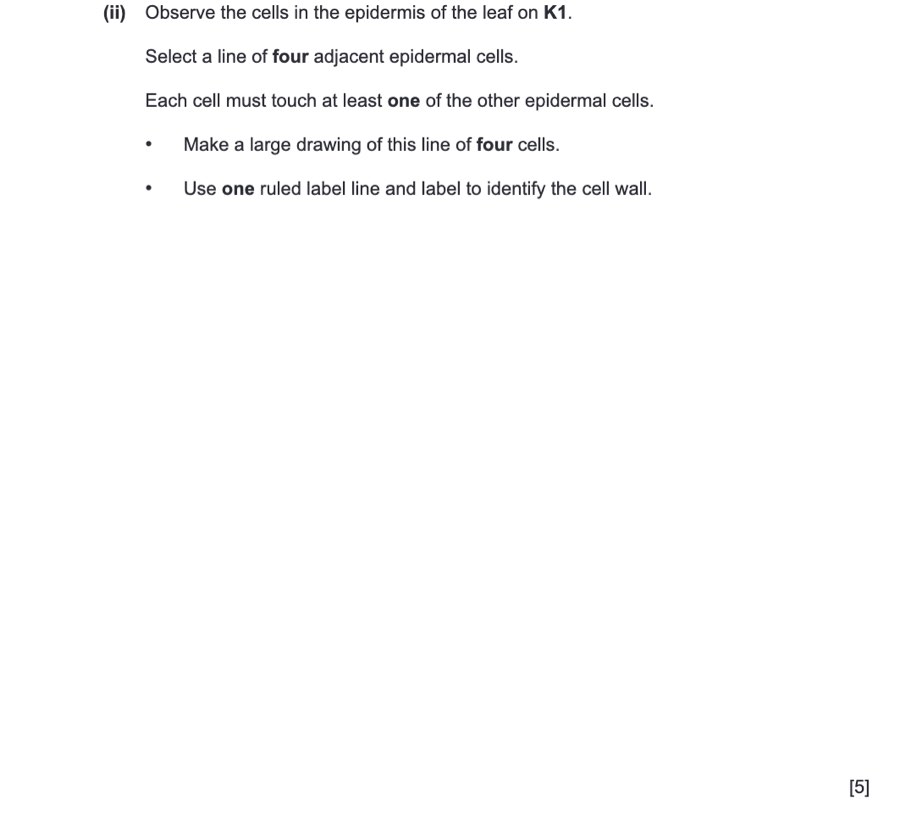 (ii) Observe the cells in the epidermis of the leaf on K1.
Select a line of four adjacent epidermal cells.
Each cell must touch at least one of the other epidermal cells.
• Make a large drawing of this line of four cells.
• Use one ruled label line and label to identify the cell wall.
[5]